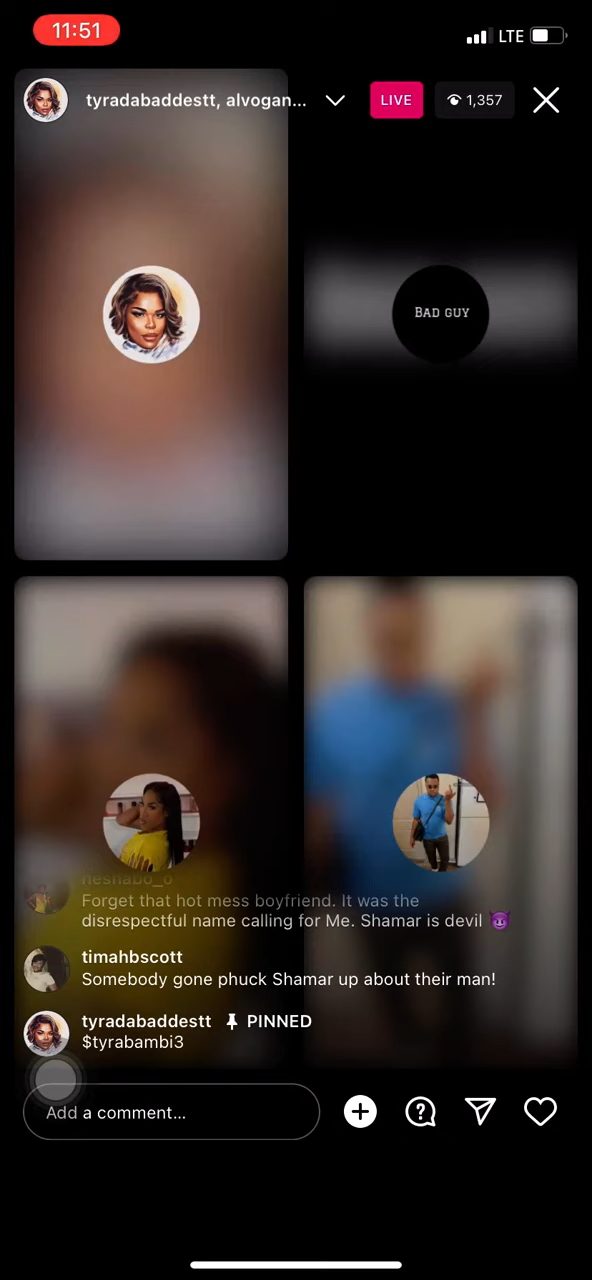 11:51
LTE
tyradabaddestt, alvogan...
LIVE
1,357
BAD GUY
neshabo_o
Forget that hot mess boyfriend. It was the
disrespectful name calling for Me. Shamar is devil 😈
timahbscott
Somebody gone phuck Shamar up about their man!
tyradabaddestt PINNED
$tyrabambi3
Add a comment...